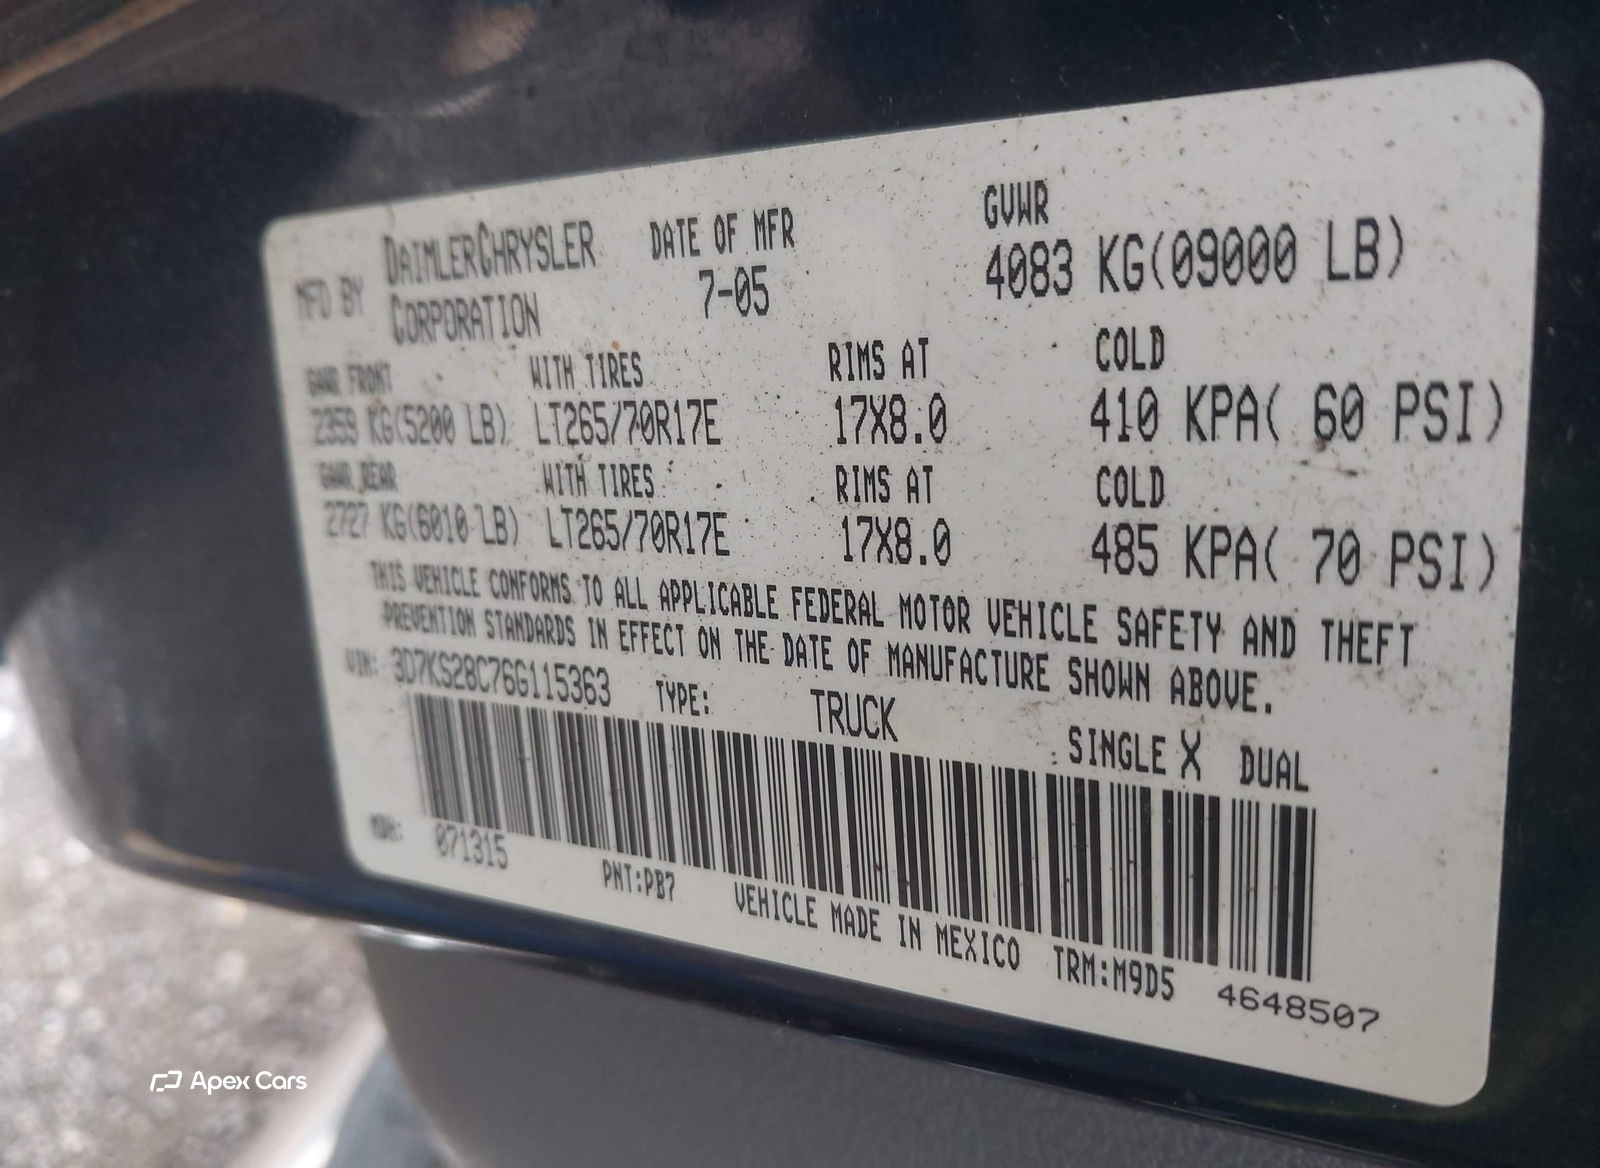 MFD BY DAIMLERCHRYSLER CORPORATION DATE OF MFR 7-05 GVWR 4083 KG(09000 LB)
GAWR FRONT WITH TIRES RIMS AT COLD
2359 KG(5200 LB) LT265/70R17E 17X8.0 410 KPA( 60 PSI)
GAWR REAR WITH TIRES RIMS AT COLD
2727 KG(6010 LB) LT265/70R17E 17X8.0 485 KPA( 70 PSI)
THIS VEHICLE CONFORMS TO ALL APPLICABLE FEDERAL MOTOR VEHICLE SAFETY AND THEFT
PREVENTION STANDARDS IN EFFECT ON THE DATE OF MANUFACTURE SHOWN ABOVE.
VIN: 3D7KS28C76G115363 TYPE: TRUCK SINGLE X DUAL
MDH: 071315 PNT:PB7 VEHICLE MADE IN MEXICO TRM:M9D5 4648507
Apex Cars